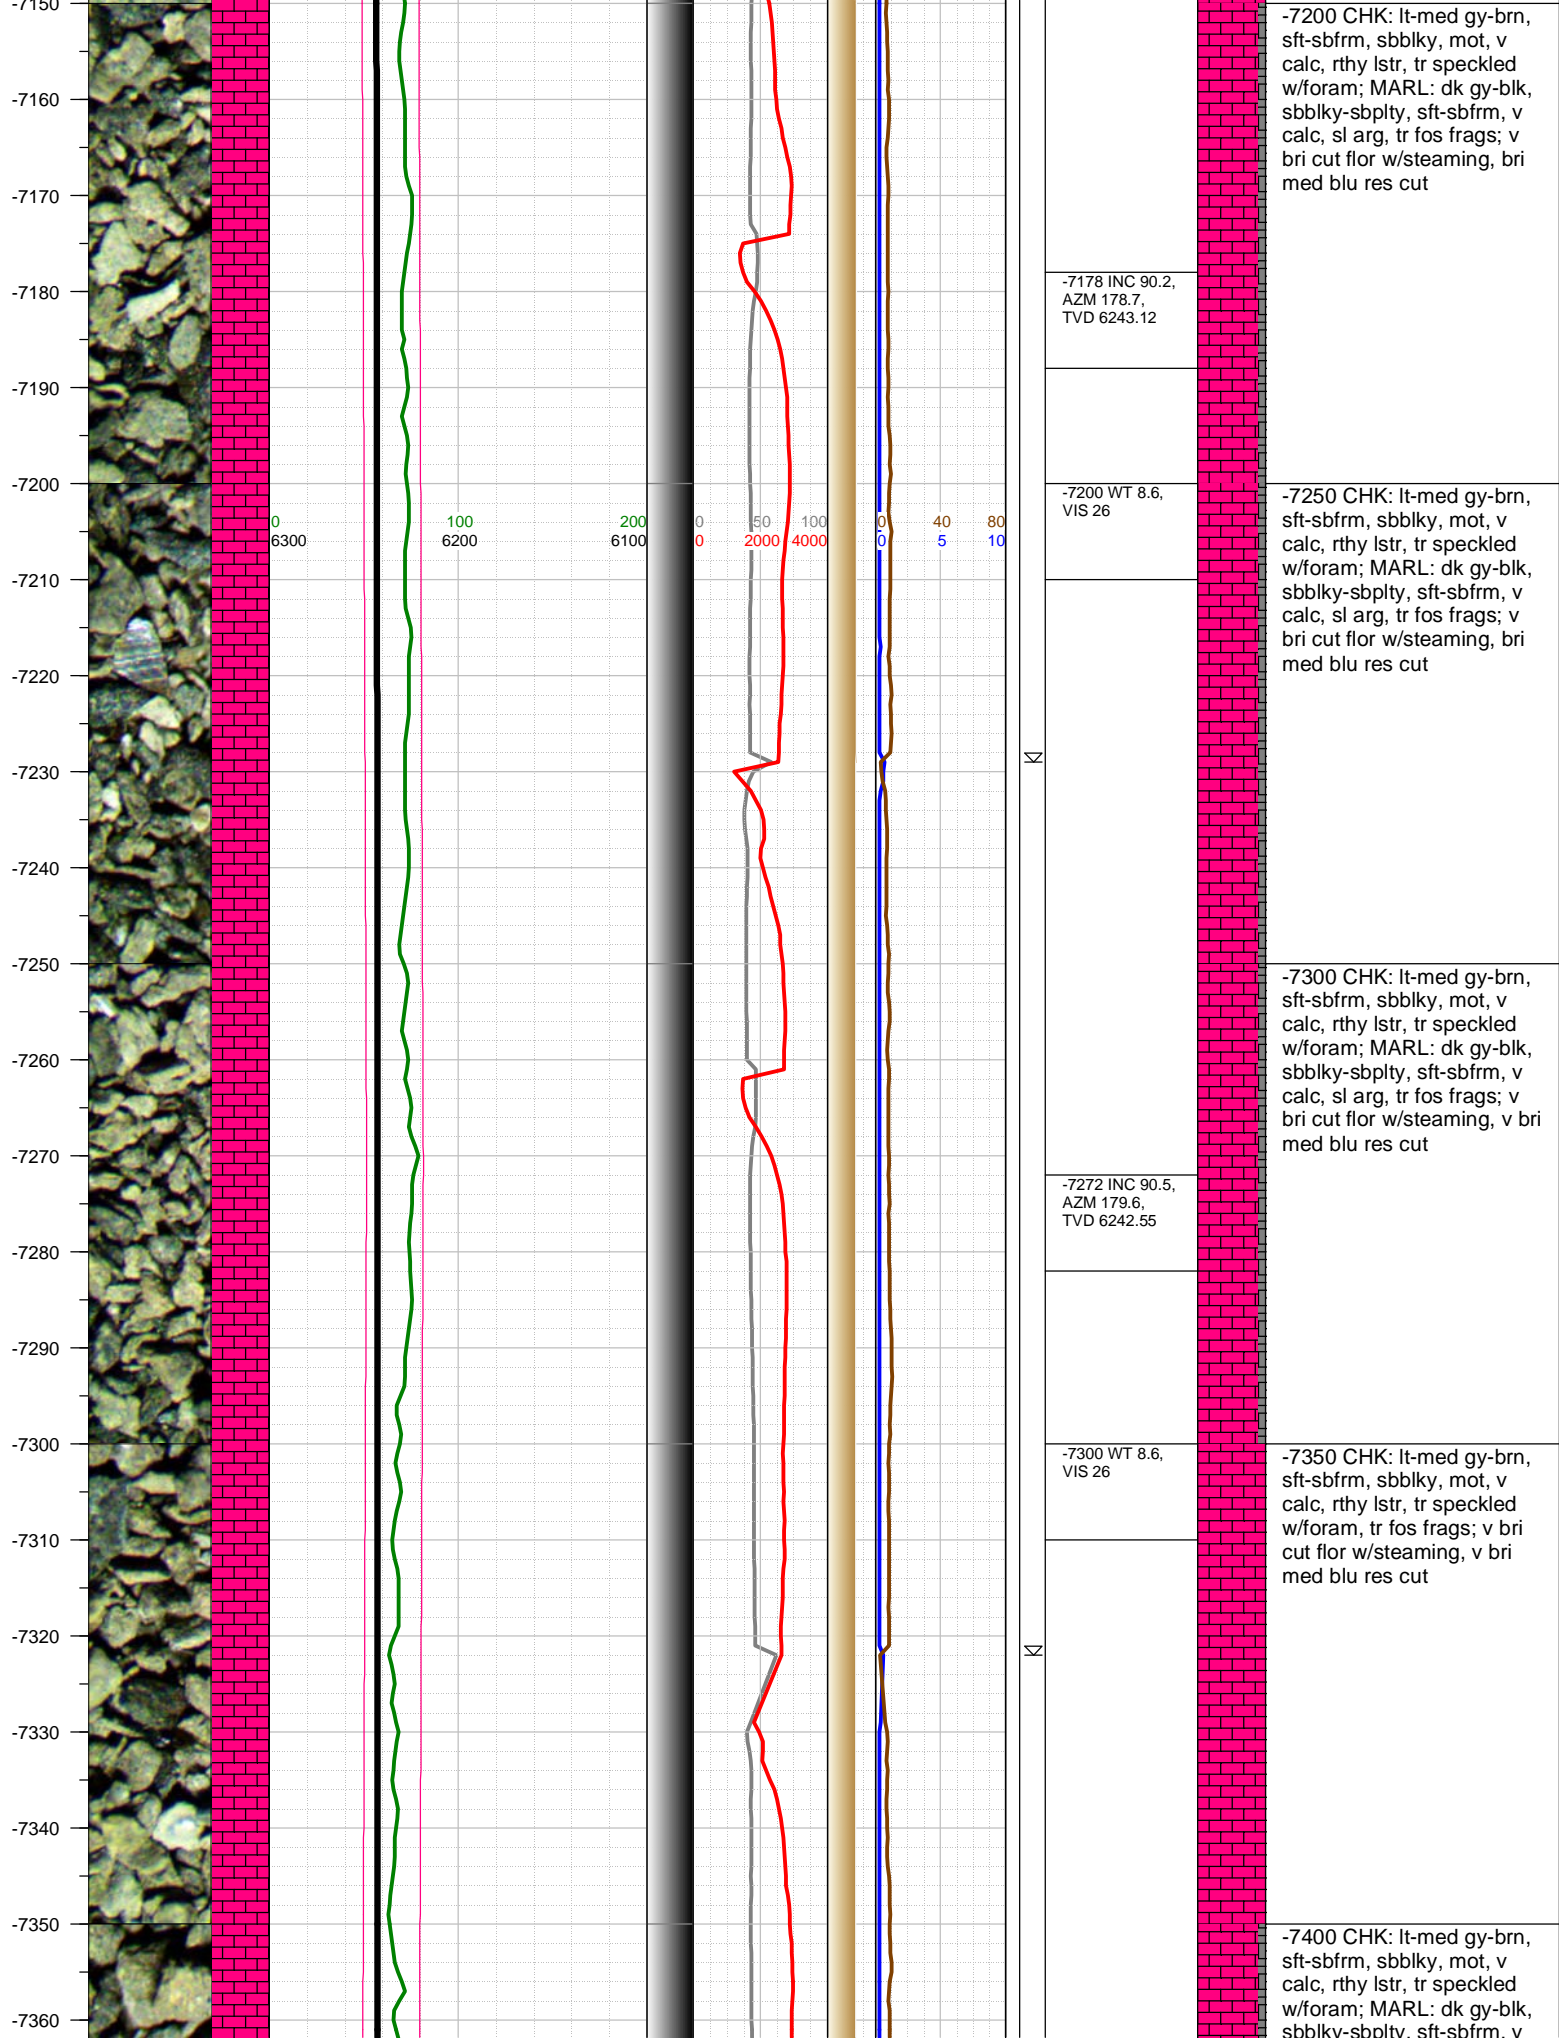 -7150
-7160
-7170
-7180
-7190
-7200
-7210
-7220
-7230
-7240
-7250
-7260
-7270
-7280
-7290
-7300
-7310
-7320
-7330
-7340
-7350
-7360
0 100 200
6300 6200 6100
0 50 100
0 2000 4000
0 40 80
0 5 10
-7178 INC 90.2,
AZM 178.7,
TVD 6243.12
-7200 WT 8.6,
VIS 26
-7272 INC 90.5,
AZM 179.6,
TVD 6242.55
-7300 WT 8.6,
VIS 26
-7200 CHK: lt-med gy-brn,
sft-sbfrm, sbblky, mot, v
calc, rthy lstr, tr speckled
w/foram; MARL: dk gy-blk,
sbblky-sbplty, sft-sbfrm, v
calc, sl arg, tr fos frags; v
bri cut flor w/steaming, bri
med blu res cut
-7250 CHK: lt-med gy-brn,
sft-sbfrm, sbblky, mot, v
calc, rthy lstr, tr speckled
w/foram; MARL: dk gy-blk,
sbblky-sbplty, sft-sbfrm, v
calc, sl arg, tr fos frags; v
bri cut flor w/steaming, bri
med blu res cut
-7300 CHK: lt-med gy-brn,
sft-sbfrm, sbblky, mot, v
calc, rthy lstr, tr speckled
w/foram; MARL: dk gy-blk,
sbblky-sbplty, sft-sbfrm, v
calc, sl arg, tr fos frags; v
bri cut flor w/steaming, v bri
med blu res cut
-7350 CHK: lt-med gy-brn,
sft-sbfrm, sbblky, mot, v
calc, rthy lstr, tr speckled
w/foram, tr fos frags; v bri
cut flor w/steaming, v bri
med blu res cut
-7400 CHK: lt-med gy-brn,
sft-sbfrm, sbblky, mot, v
calc, rthy lstr, tr speckled
w/foram; MARL: dk gy-blk,
sbblky-sbplty, sft-sbfrm, v